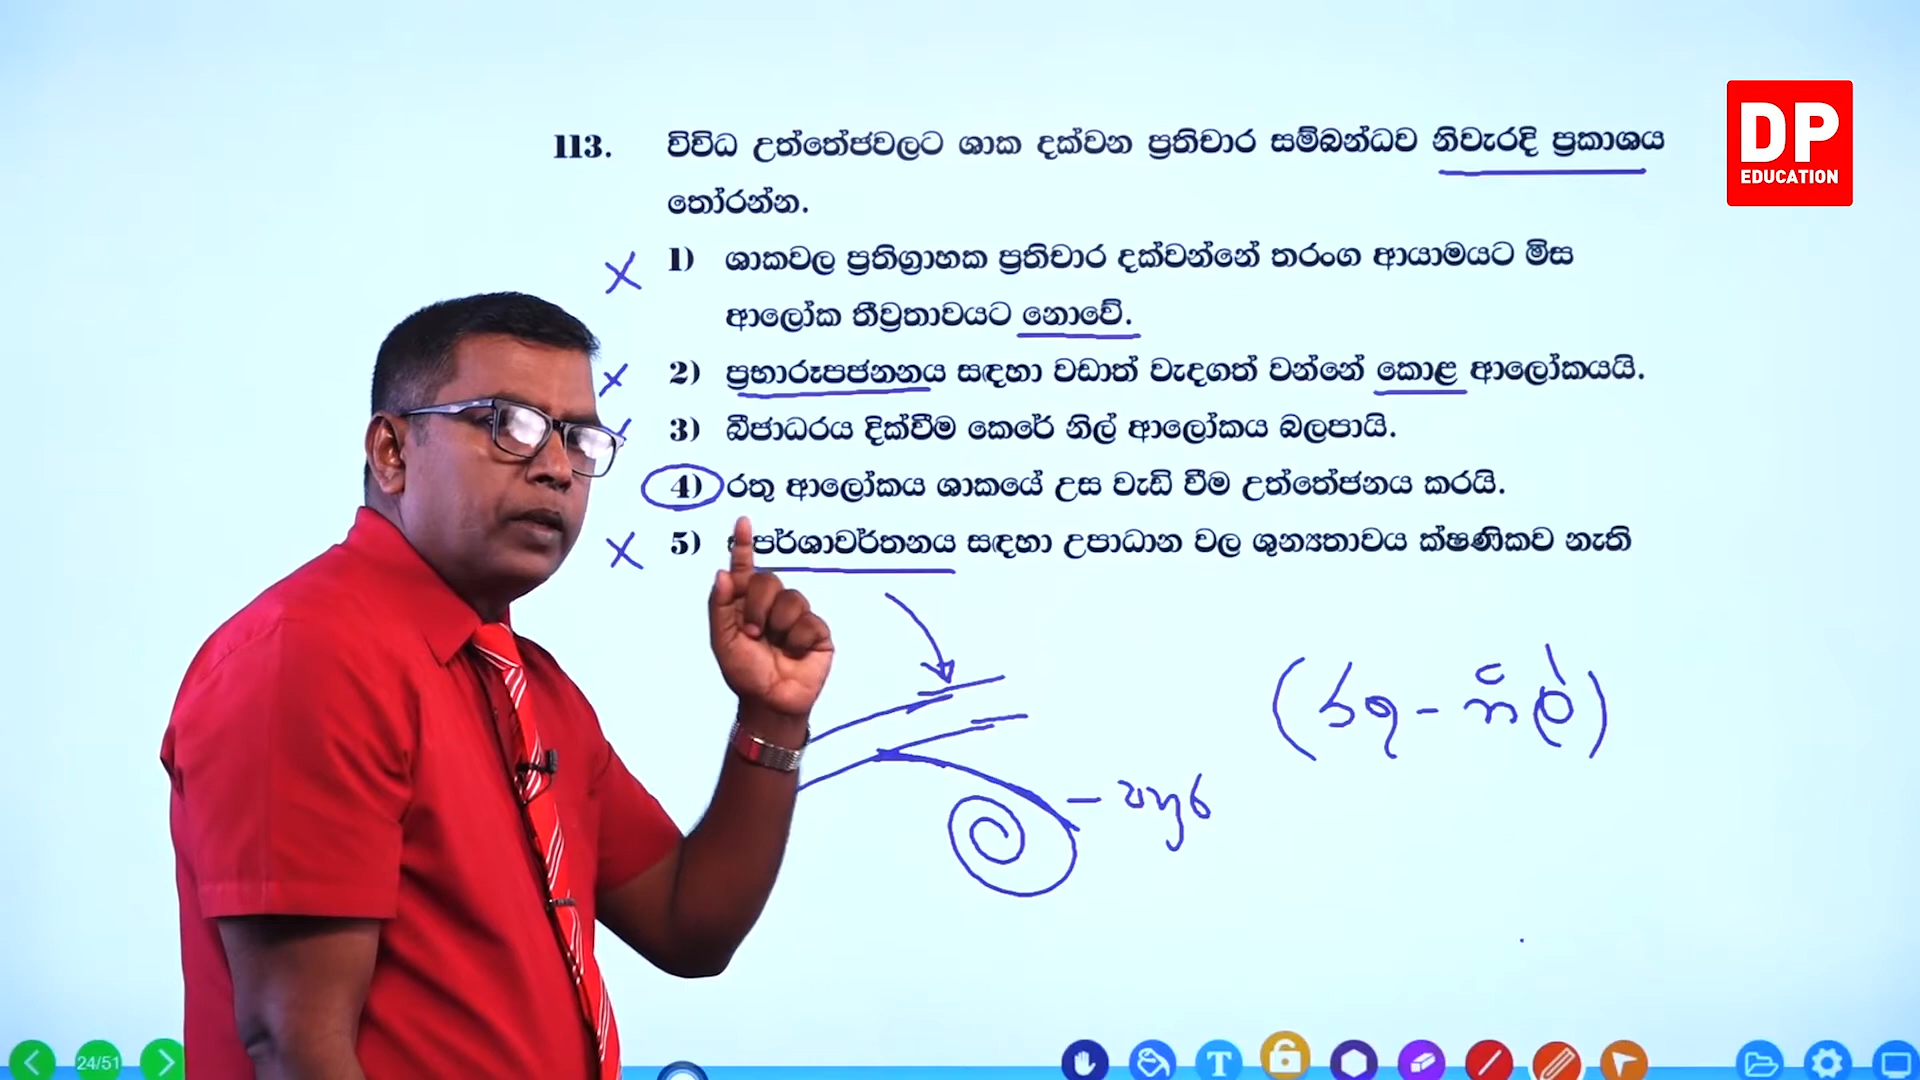 DP
EDUCATION
113. විවිධ උත්තේජවලට ශාක දක්වන ප්‍රතිචාර සම්බන්ධව නිවැරදි ප්‍රකාශය
තෝරන්න.
1) ශාකවල ප්‍රතිග්‍රාහක ප්‍රතිචාර දක්වන්නේ තරංග ආයාමයට මිස
ආලෝක තීව්‍රතාවයට නොවේ.
2) ප්‍රභාරූපජනනය සඳහා වඩාත් වැදගත් වන්නේ කොළ ආලෝකයයි.
3) බීජාධරය දික්වීම කෙරේ නිල් ආලෝකය බලපායි.
4) රතු ආලෝකය ශාකයේ උස වැඩි වීම උත්තේජනය කරයි.
5) සඳහා උපාධාන වල ශුන්‍යතාවය ක්ෂණිකව නැති
(රතු - නිල්)
- පහුර
24/51
T